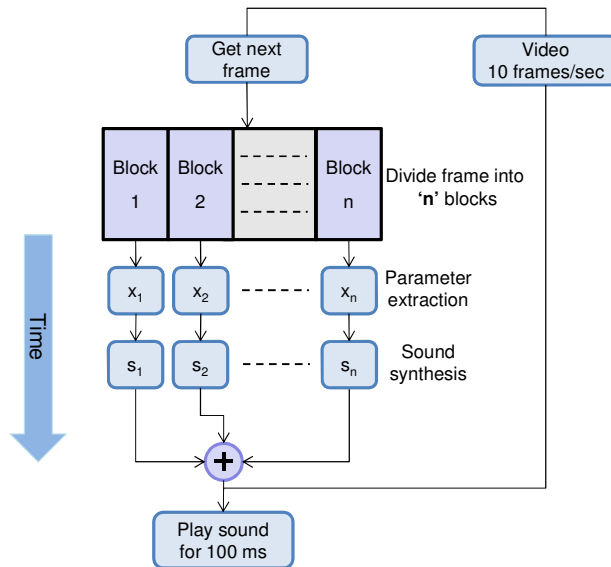 Get next
frame
Video
10 frames/sec
Block
1
Block
2
Block
n
Divide frame into
‘n’ blocks
Time
x1
x2
xn
Parameter
extraction
s1
s2
sn
Sound
synthesis
+
Play sound
for 100 ms